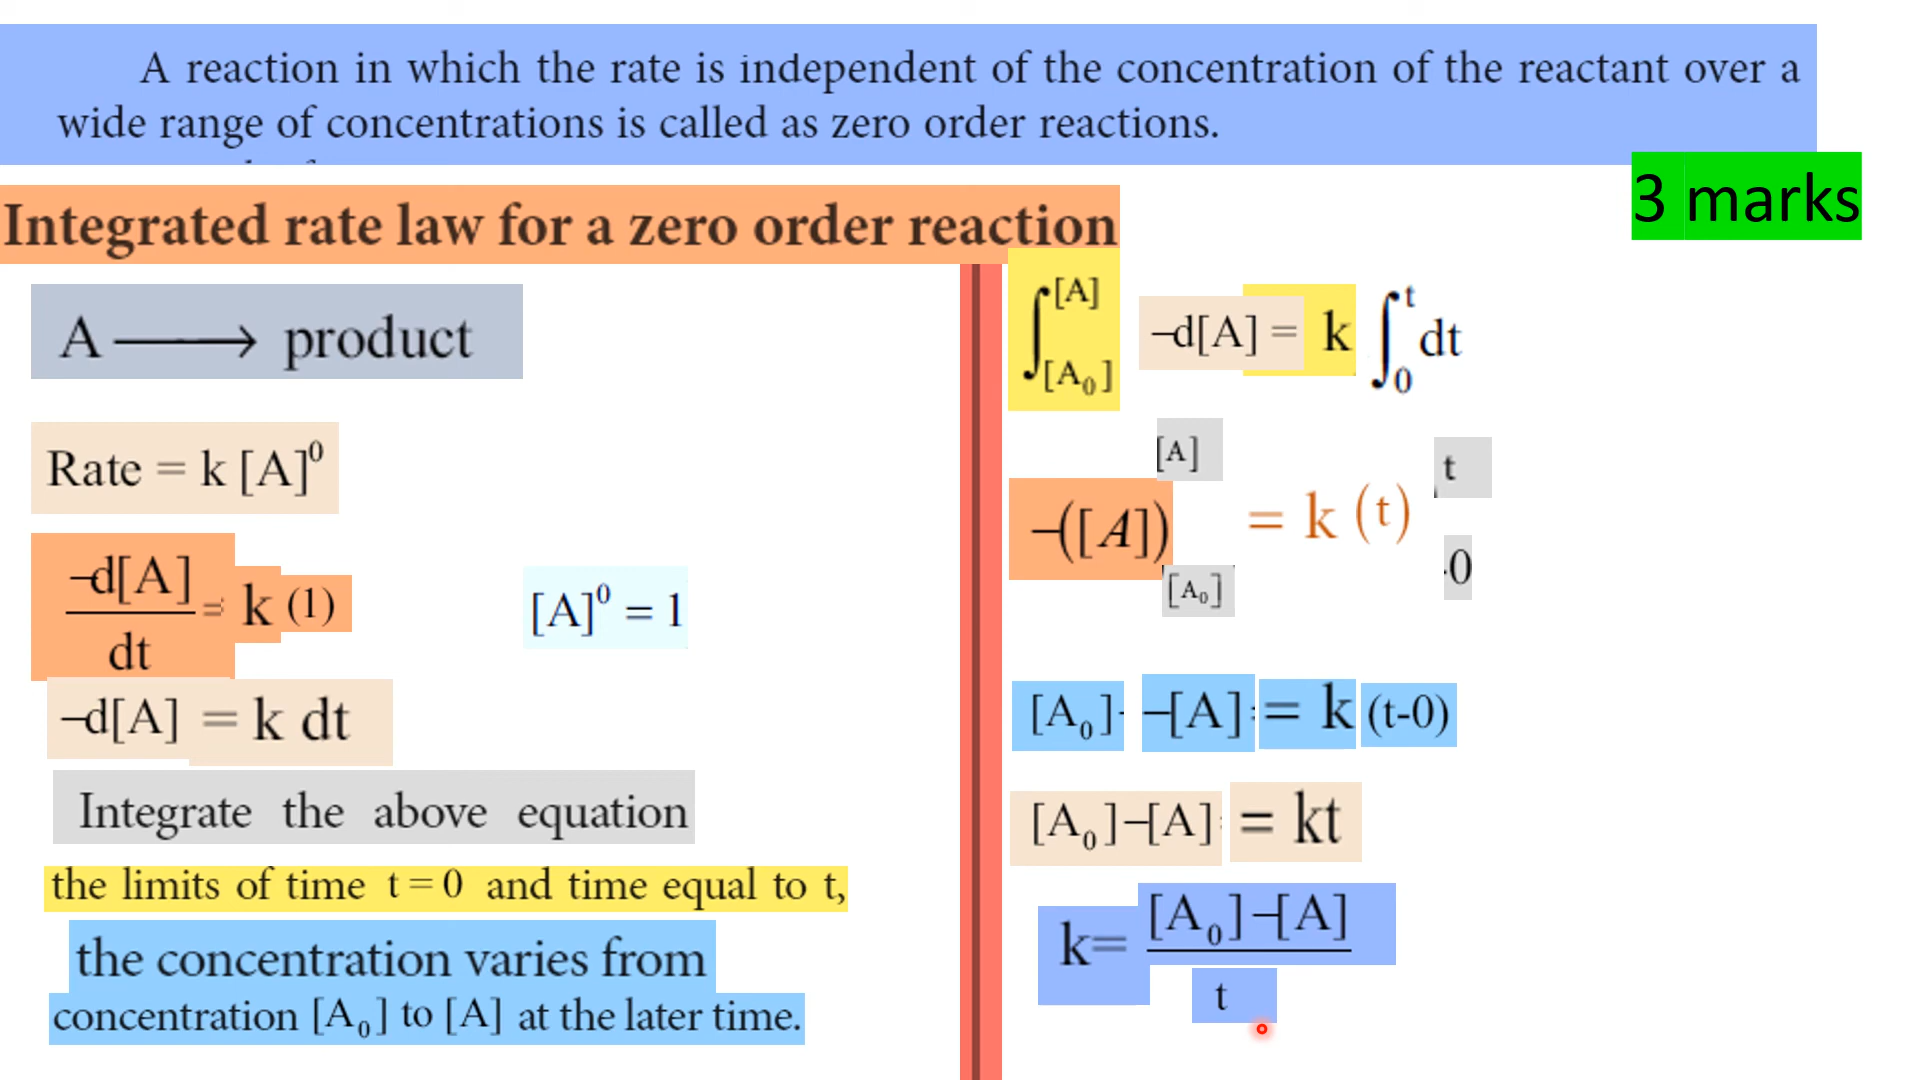 A reaction in which the rate is independent of the concentration of the reactant over a
wide range of concentrations is called as zero order reactions.
3 marks
Integrated rate law for a zero order reaction
A ⟶ product
Rate = k [A]⁰
–d[A]
dt
= k (1)
[A]⁰ = 1
–d[A] = k dt
Integrate the above equation
the limits of time t = 0 and time equal to t,
the concentration varies from
concentration [A₀] to [A] at the later time.
∫ [A] [A₀] –d[A] = k ∫ t 0 dt
–([A]) [A] [A₀] = k (t) t 0
[A₀] –[A] = k (t-0)
[A₀]–[A] = kt
k= [A₀]–[A]
t